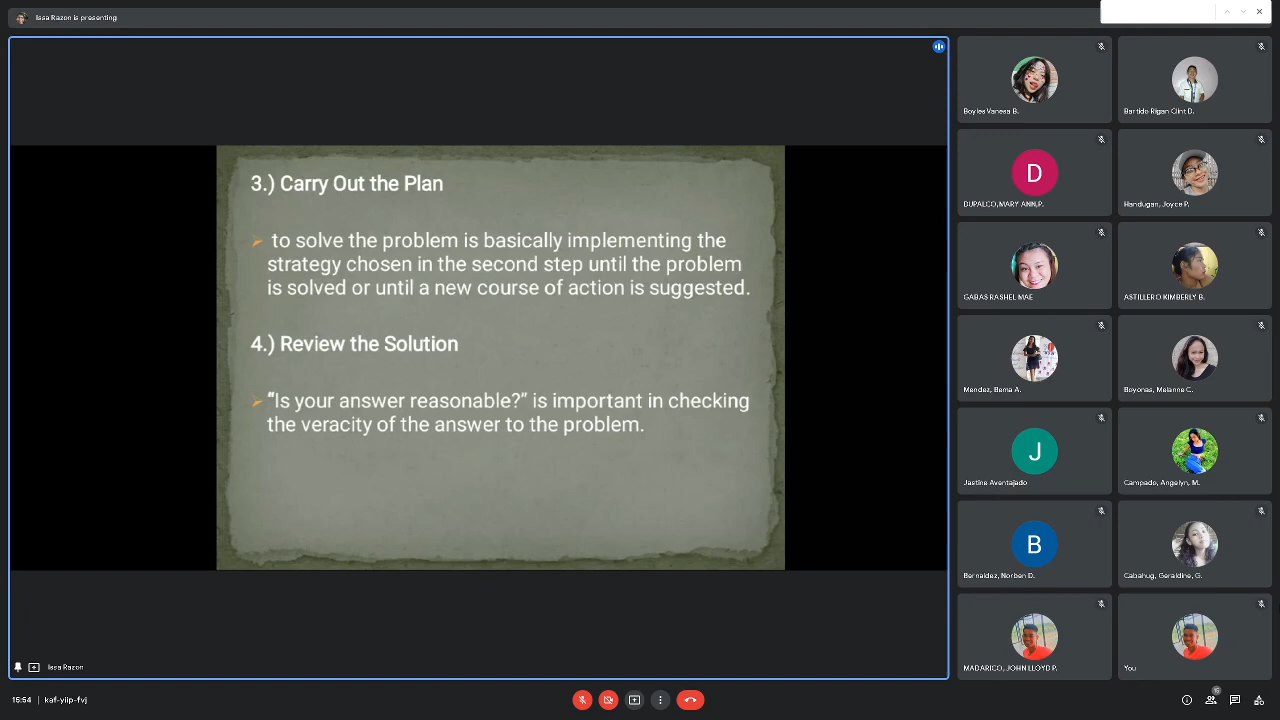 Issa Razon is presenting
3.) Carry Out the Plan
to solve the problem is basically implementing the
strategy chosen in the second step until the problem
is solved or until a new course of action is suggested.
4.) Review the Solution
“Is your answer reasonable?“ is important in checking
the veracity of the answer to the problem.
Issa Razon
Boyles Vanesa B.
Bartido Rigan Clint D.
D
DUPALCO,MARY ANN,P.
Handugan, Joyce P.
GABAS RASHEL MAE
ASTILLERO KIMBERLY B.
Mendez, Bema A.
Boyonas, Melanne C.
J
Jastine Aventajado
Campado, Angelyn, M.
B
Bernaldez, Norben D.
Cabahug, Geraldine, G.
MADARICO, JOHN LLOYD P.
You
15:54 | kaf-yiip-fvj